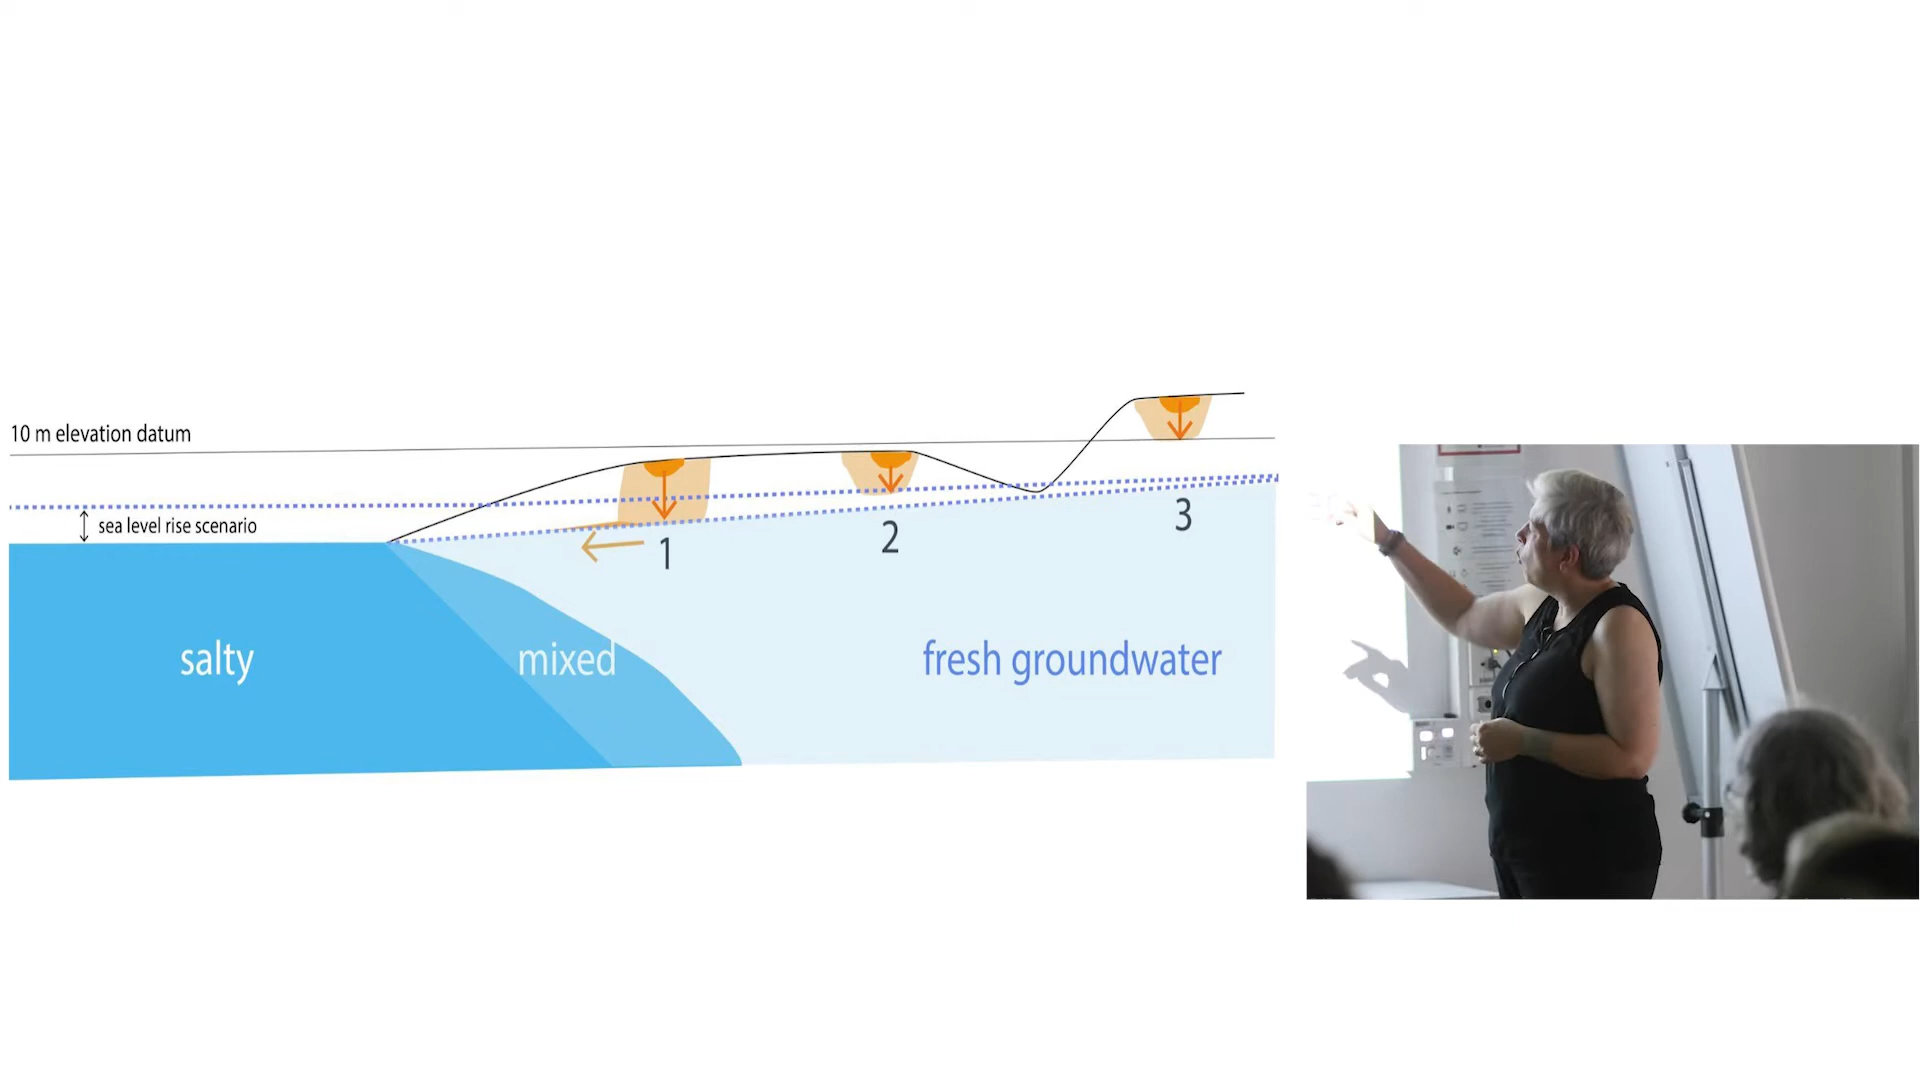 10 m elevation datum
sea level rise scenario
1
2
3
salty
mixed
fresh groundwater